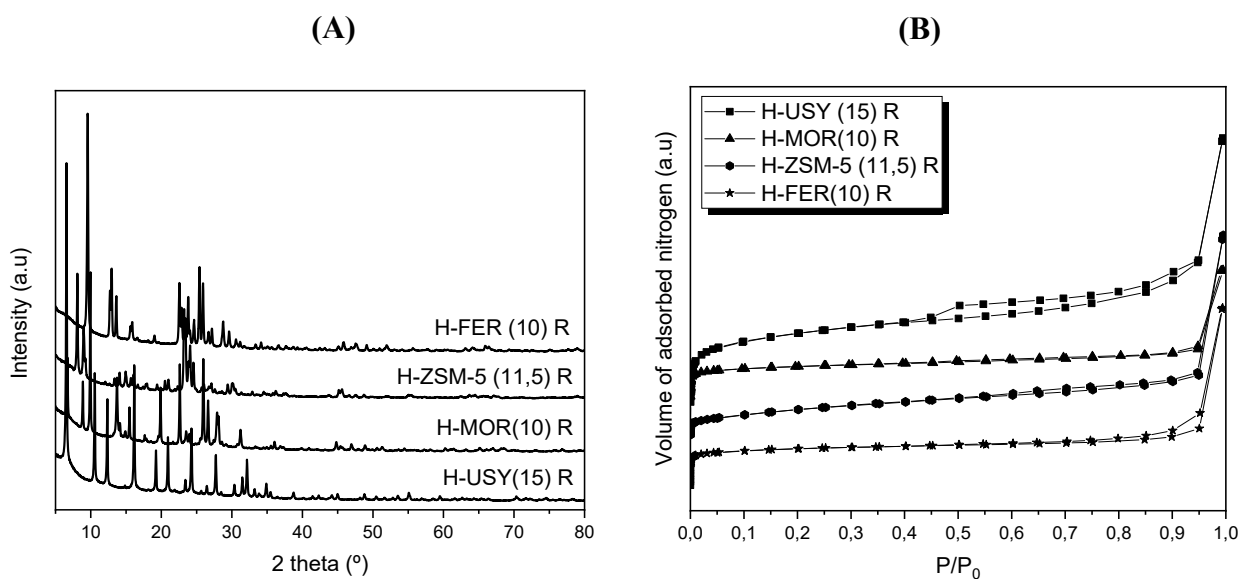 (A)
(B)
Intensity (a.u)
H-FER (10) R
H-ZSM-5 (11,5) R
H-MOR(10) R
H-USY(15) R
10 20 30 40 50 60 70 80
2 theta (º)
Volume of adsorbed nitrogen (a.u)
H-USY (15) R
H-MOR(10) R
H-ZSM-5 (11,5) R
H-FER(10) R
0,0 0,1 0,2 0,3 0,4 0,5 0,6 0,7 0,8 0,9 1,0
P/P0